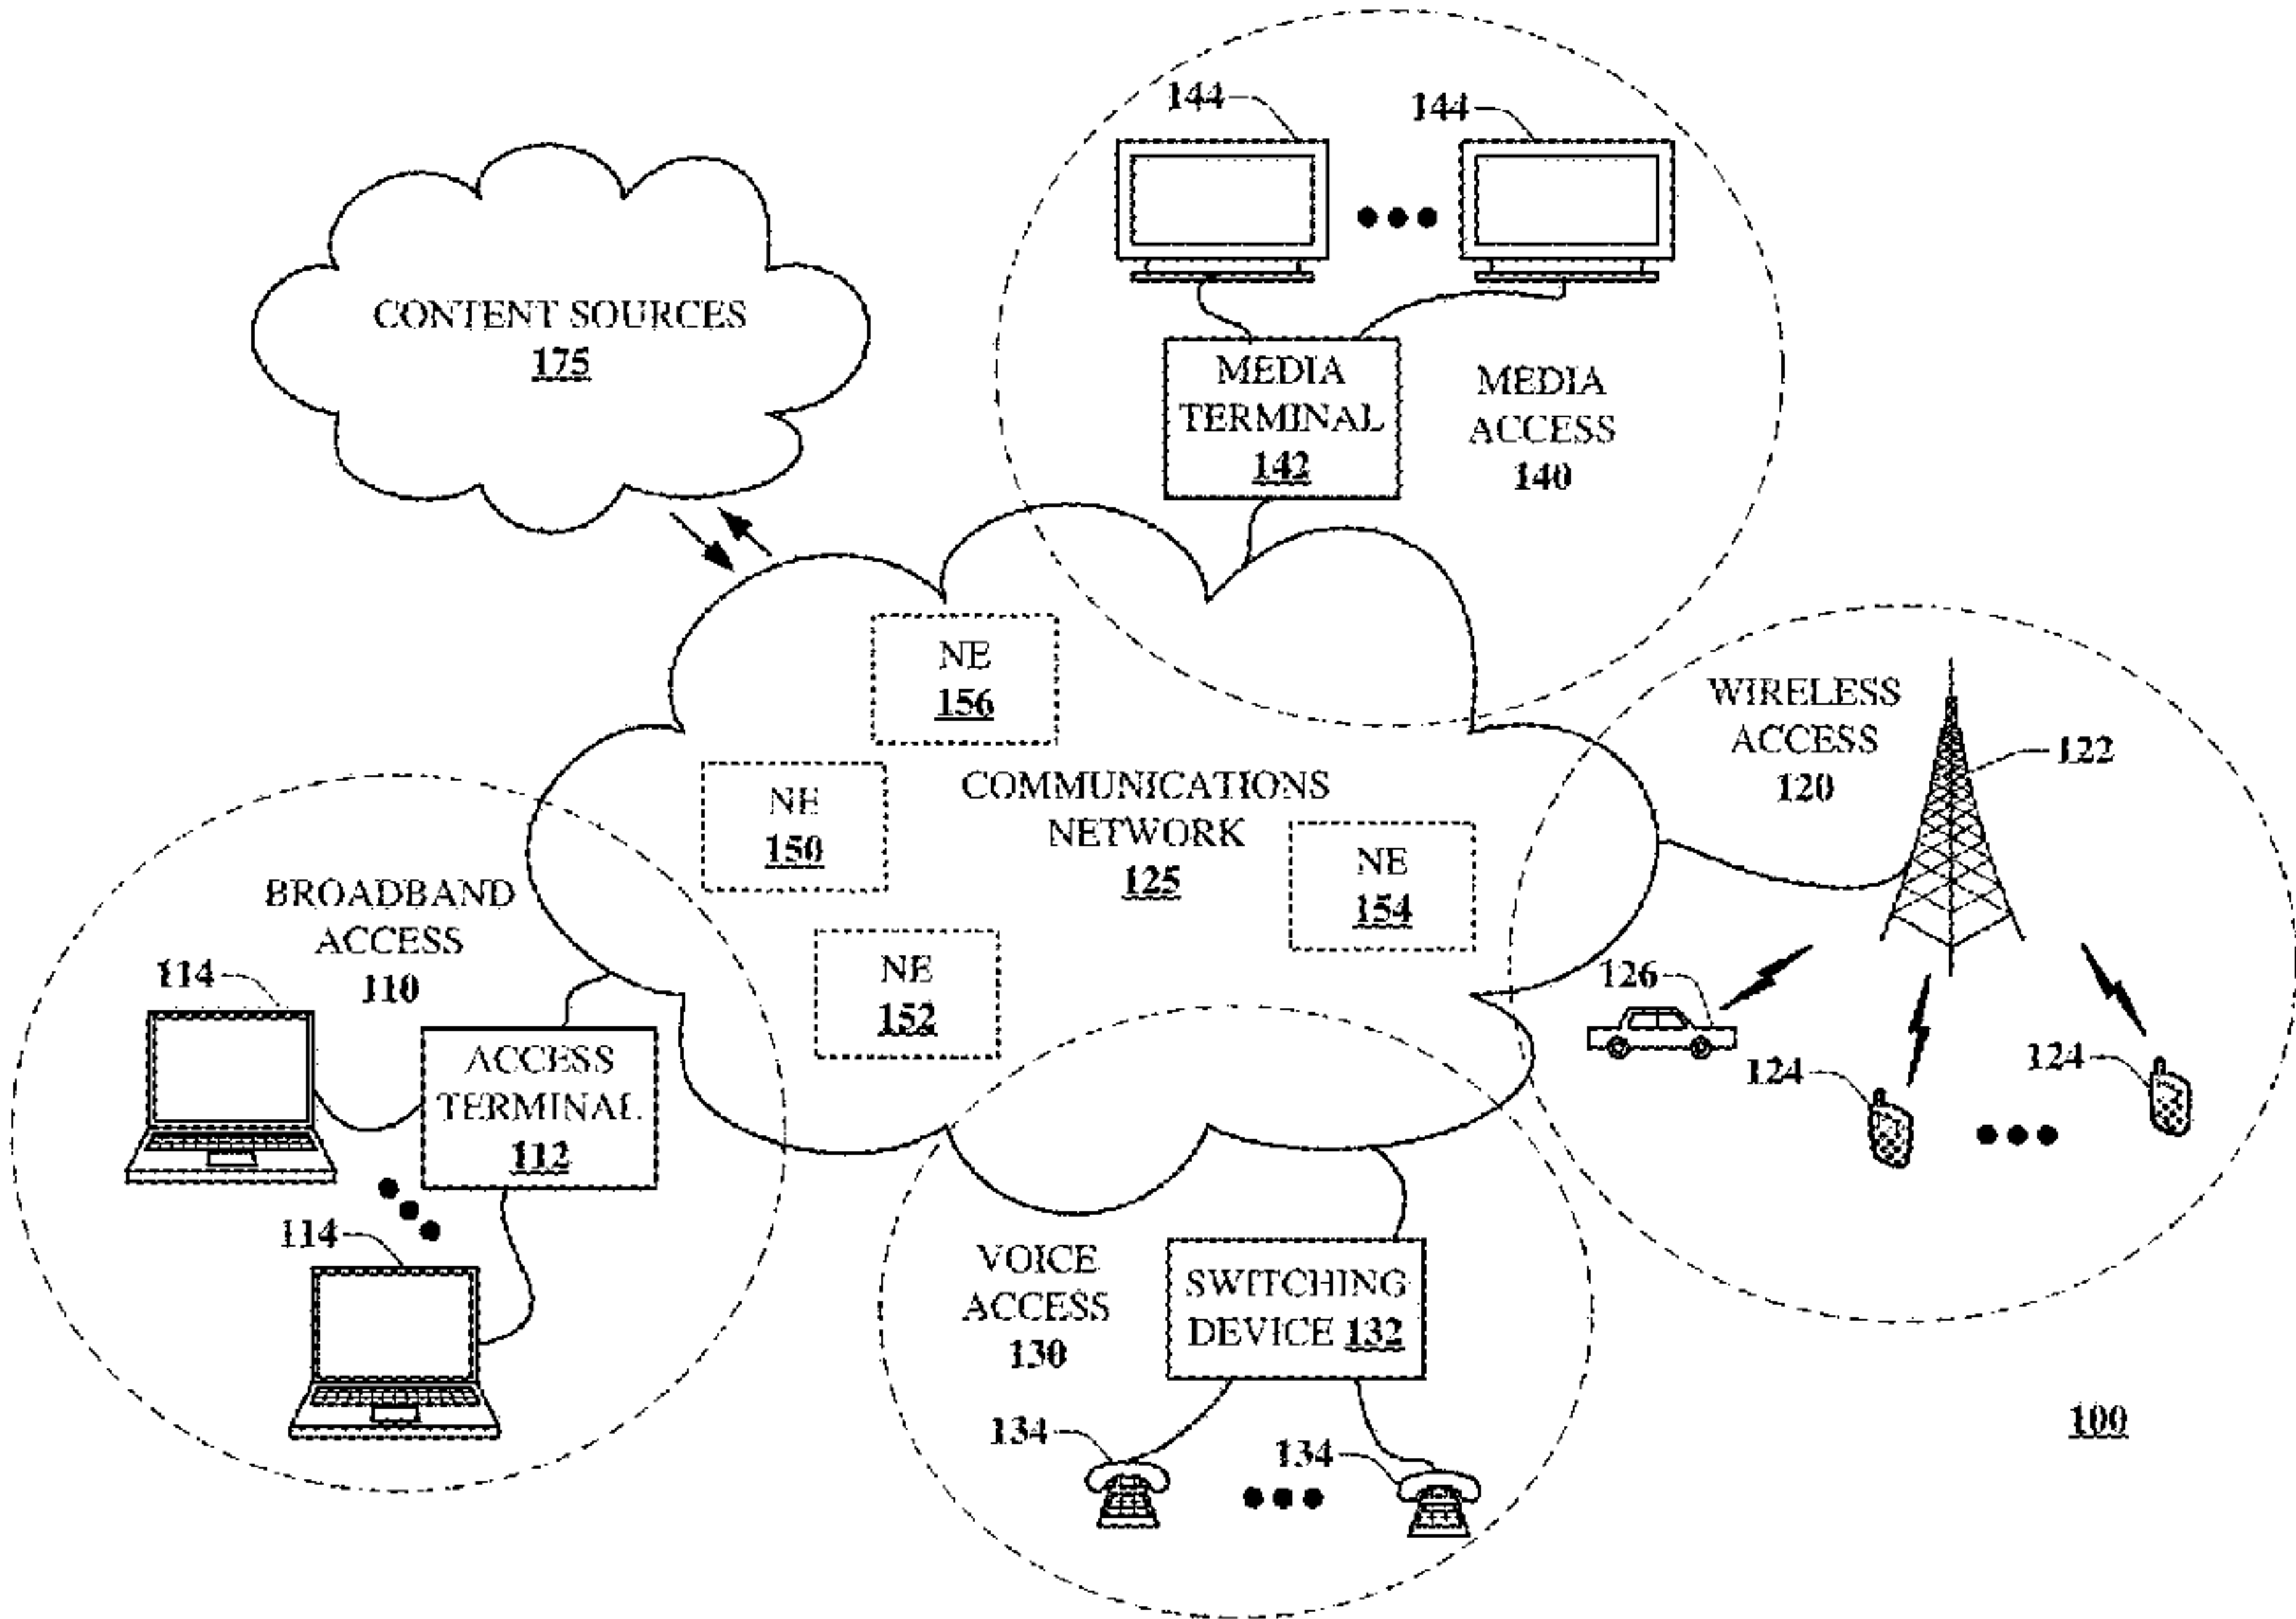 144
144
CONTENT SOURCES
175
MEDIA
TERMINAL
142
MEDIA
ACCESS
140
NE
156
WIRELESS
ACCESS
120
122
NE
150
COMMUNICATIONS
NETWORK
125
NE
154
BROADBAND
ACCESS
110
114
NE
152
126
124
124
ACCESS
TERMINAL
112
114
VOICE
ACCESS
130
SWITCHING
DEVICE 132
134
134
100